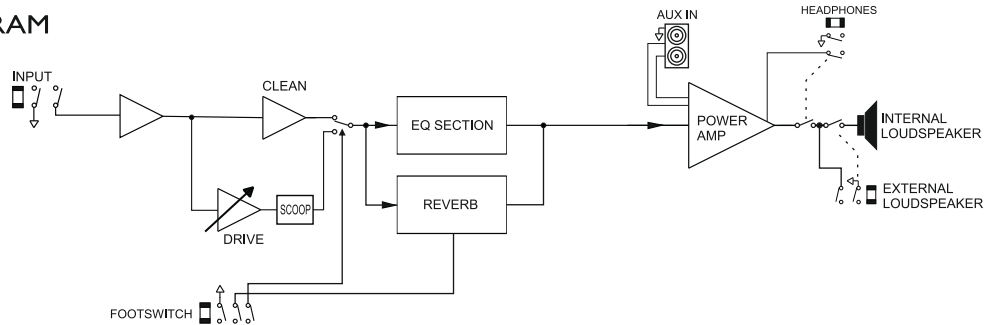 RAM
AUX IN
HEADPHONES
INPUT
CLEAN
EQ SECTION
POWER
AMP
INTERNAL
LOUDSPEAKER
SCOOP
DRIVE
REVERB
EXTERNAL
LOUDSPEAKER
FOOTSWITCH